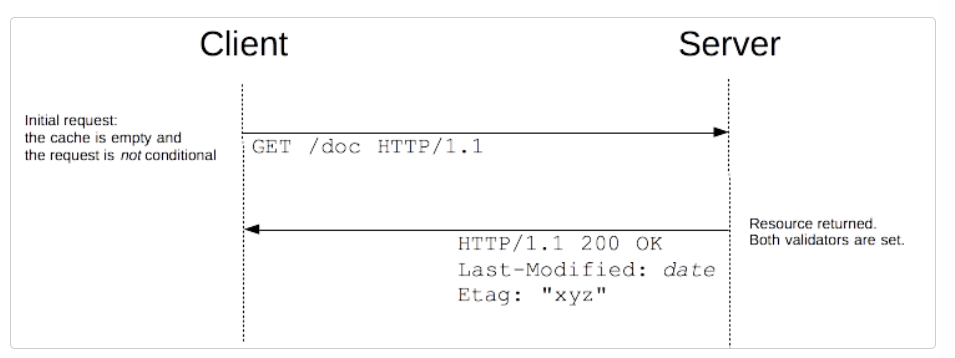 Client
Server
Initial request:
the cache is empty and
the request is not conditional
GET /doc HTTP/1.1
Resource returned.
Both validators are set.
HTTP/1.1 200 OK
Last-Modified: date
Etag: "xyz"